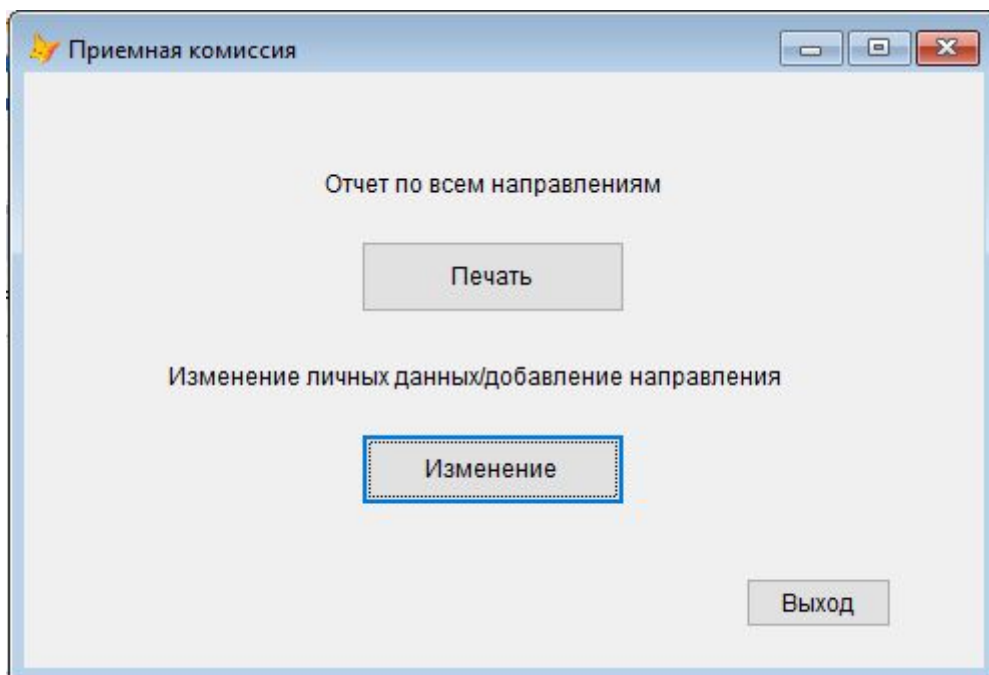 Приемная комиссия
Отчет по всем направлениям
Печать
Изменение личных данных/добавление направления
Изменение
Выход